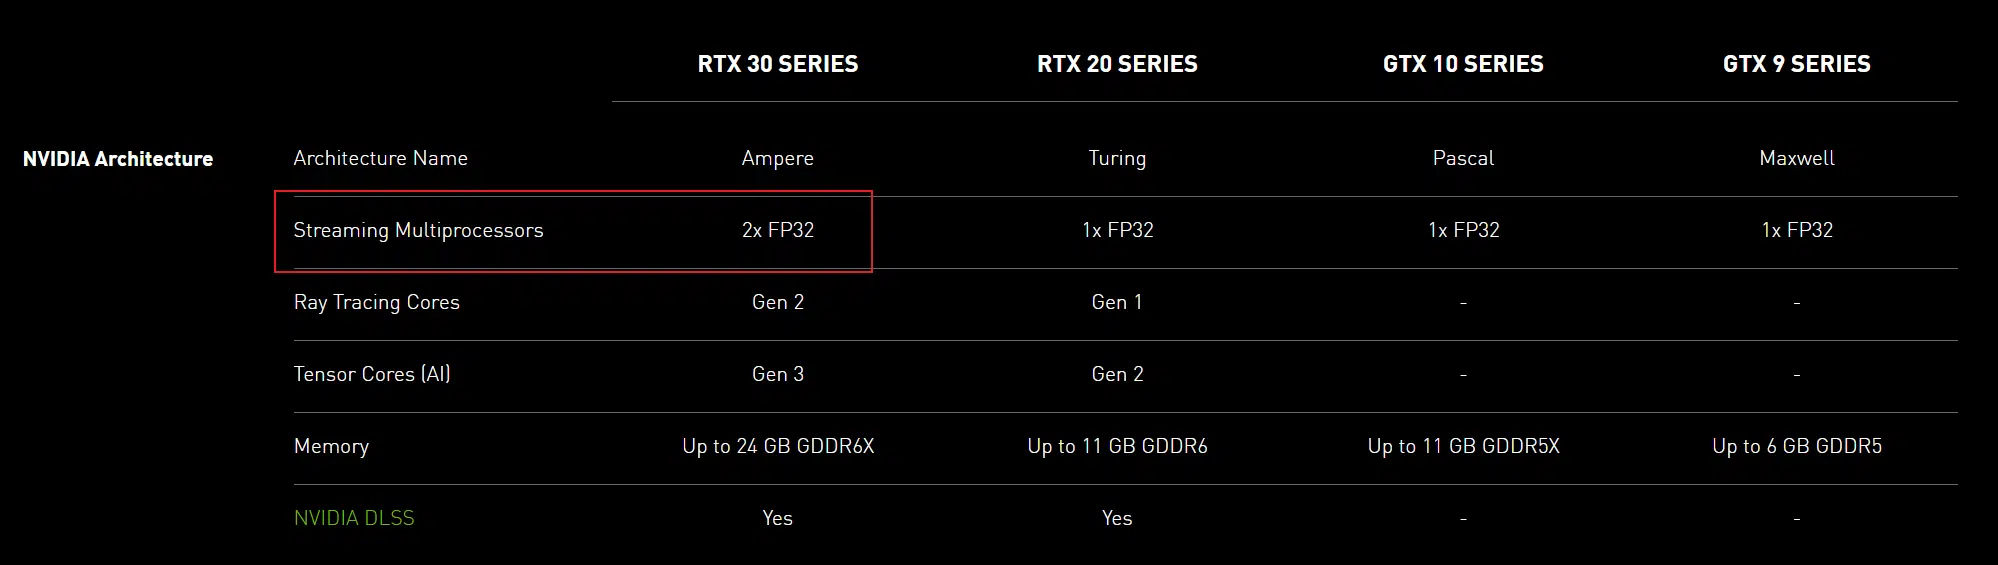 RTX 30 SERIES RTX 20 SERIES GTX 10 SERIES GTX 9 SERIES
NVIDIA Architecture Architecture Name Ampere Turing Pascal Maxwell
Streaming Multiprocessors 2x FP32 1x FP32 1x FP32 1x FP32
Ray Tracing Cores Gen 2 Gen 1 - -
Tensor Cores (AI) Gen 3 Gen 2 - -
Memory Up to 24 GB GDDR6X Up to 11 GB GDDR6 Up to 11 GB GDDR5X Up to 6 GB GDDR5
NVIDIA DLSS Yes Yes - -